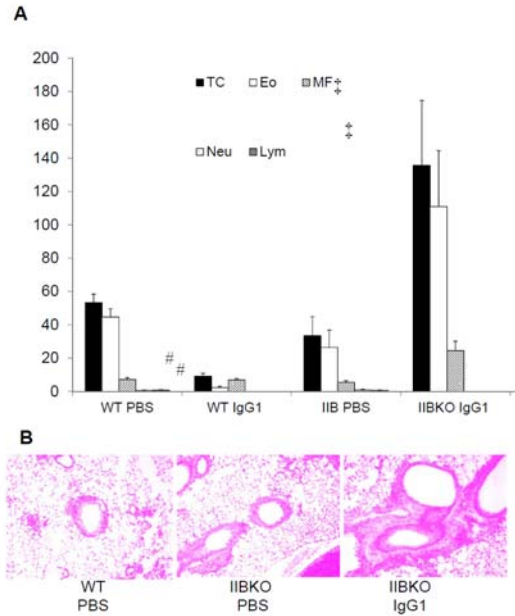 A
200
180
160
140
120
100
80
60
40
20
0
TC Eo MF
‡
‡
Neu Lym
#
#
WT PBS WT IgG1 IIB PBS IIBKO IgG1
B
WT IIBKO IIBKO
PBS PBS IgG1